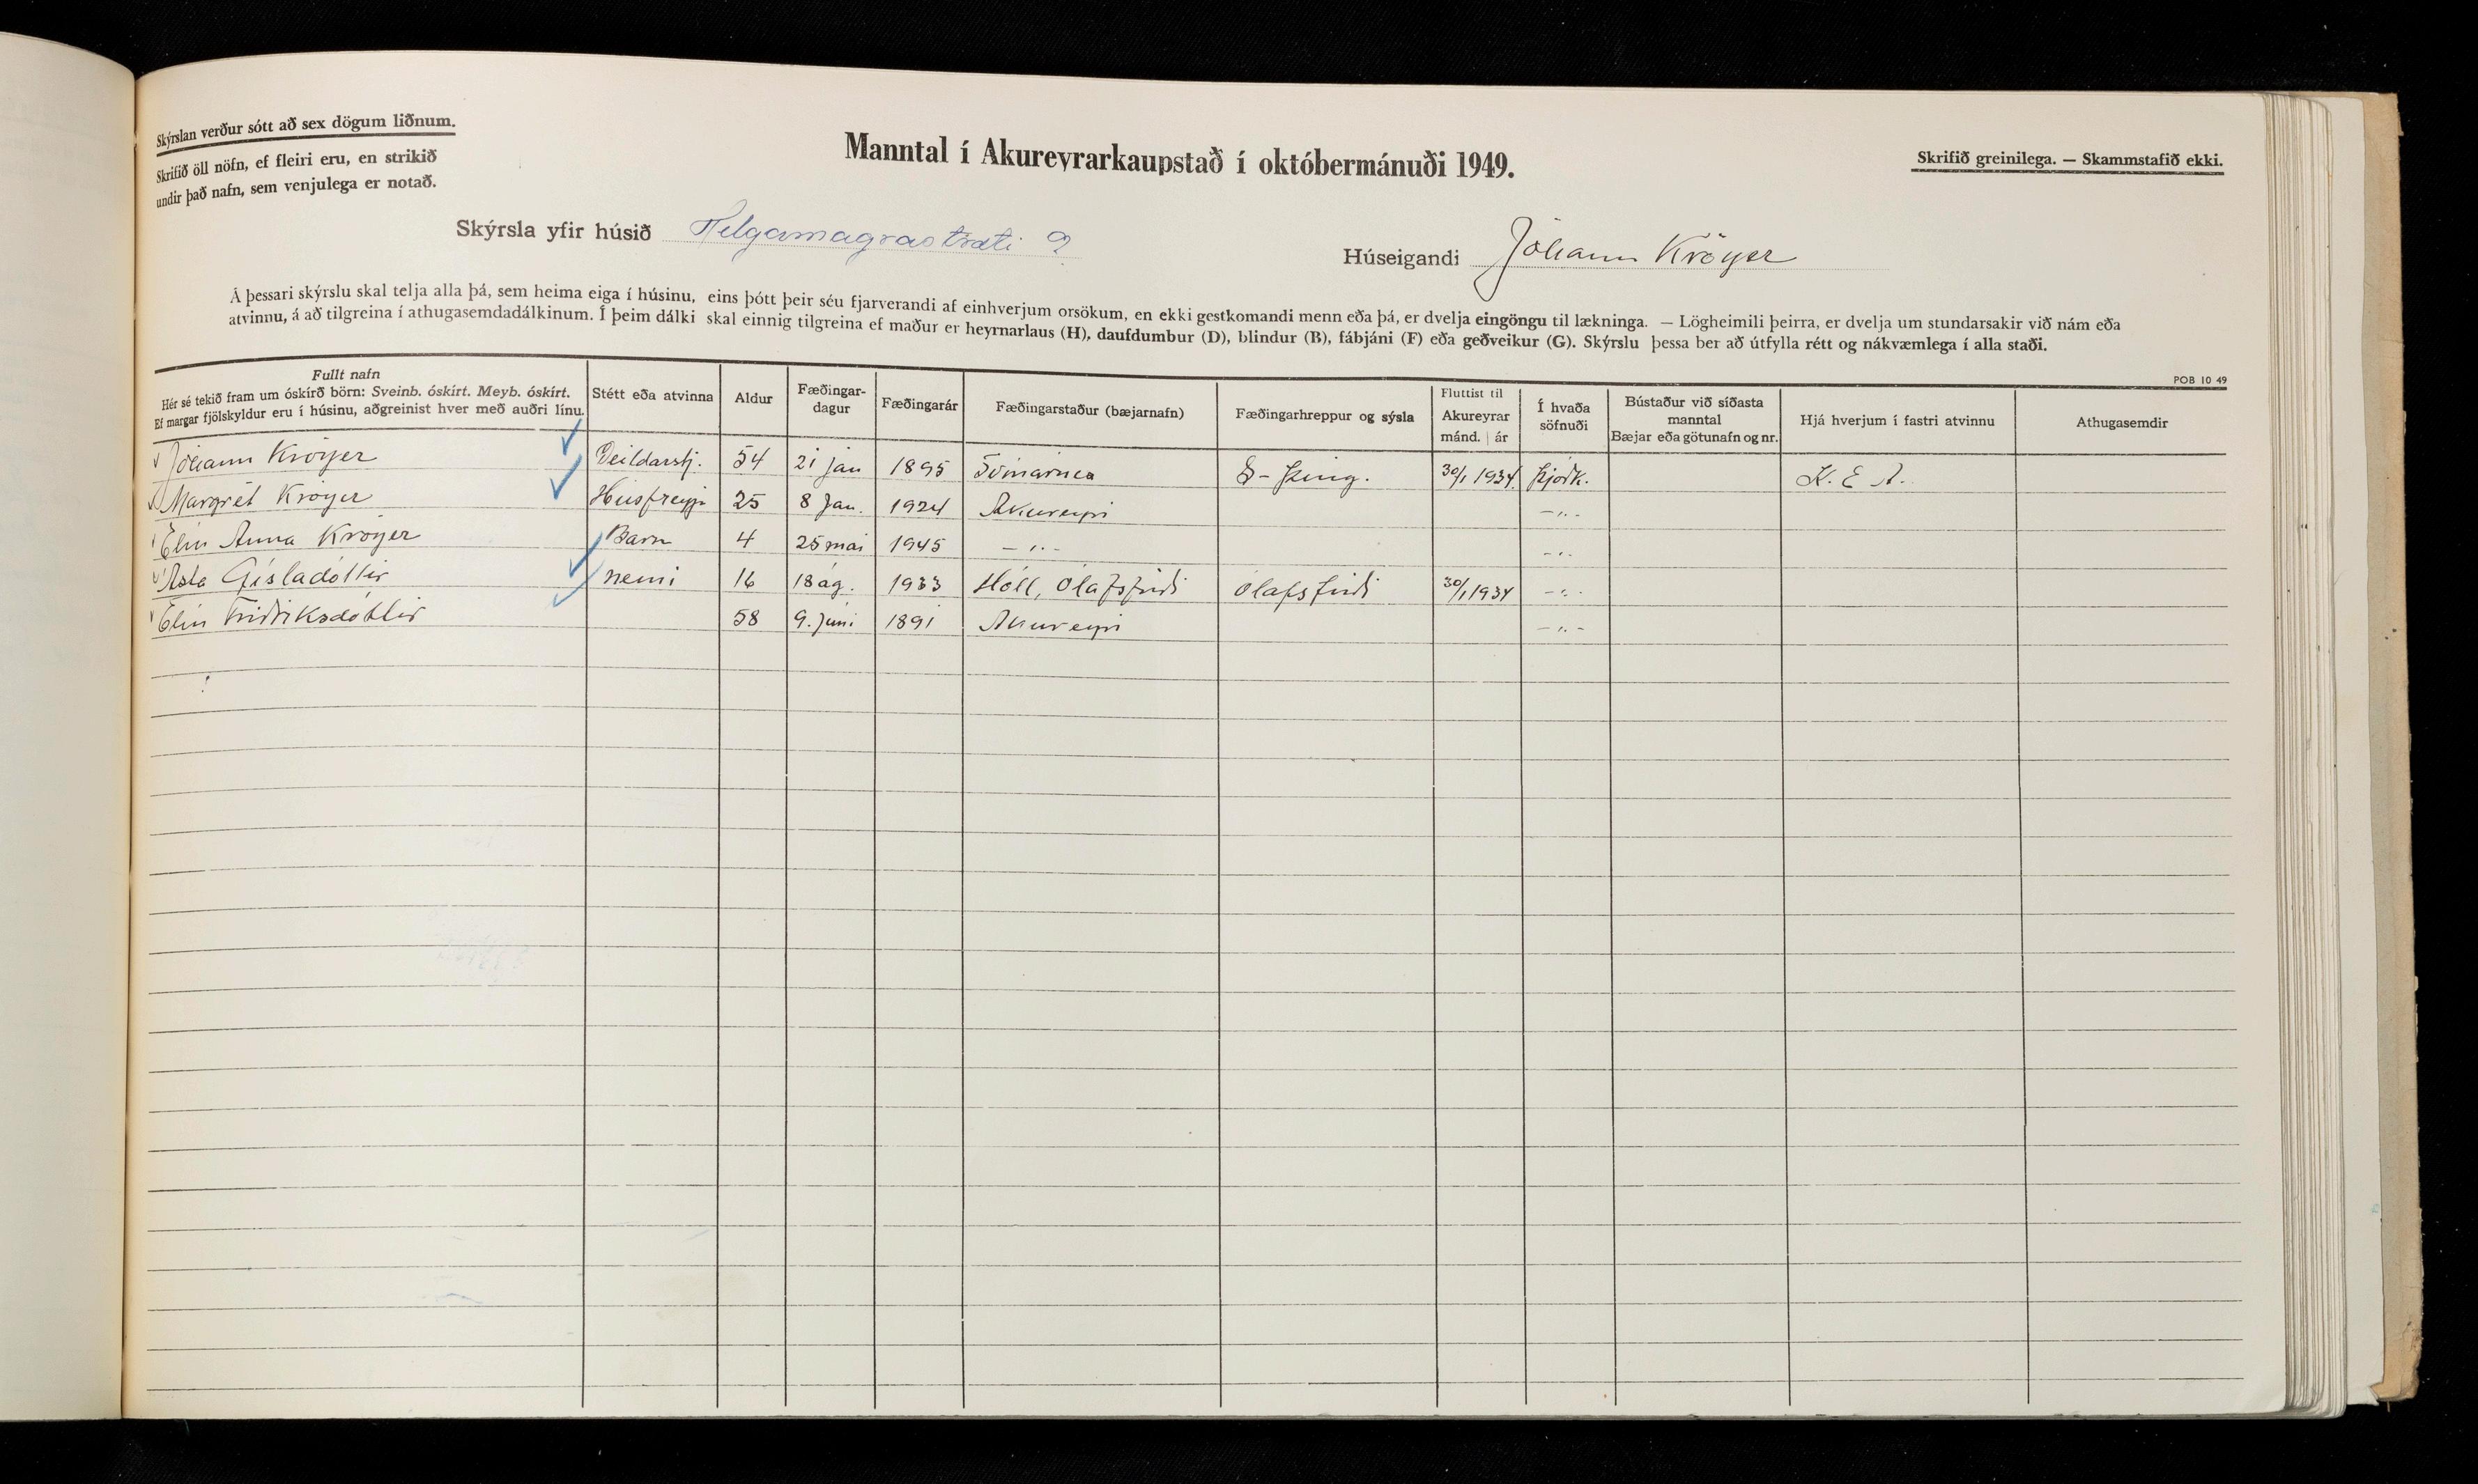 Skýrslan verður sótt að sex dögum liðnum.
Skrifið öll nöfn, ef fleiri eru, en strikið
undir það nafn, sem venjulega er notað.
Manntal í Akureyrarkaupstað í októbermánuði 1949.
Skrifið greinilega. — Skammstafið ekki.
Skýrsla yfir húsið Helgamagrastræti 9
Húseigandi Jóhann Kröyer
Á þessari skýrslu skal telja alla þá, sem heima eiga í húsinu, eins þótt þeir séu fjarverandi af einhverjum orsökum, en ekki gestkomandi menn eða þá, er dvelja eingöngu til lækninga. — Lögheimili þeirra, er dvelja um stundarsakir við nám eða
atvinnu, á að tilgreina í athugasemdadálkinum. Í þeim dálki skal einnig tilgreina ef maður er heyrnarlaus (H), daufdumbur (D), blindur (B), fábjáni (F) eða geðveikur (G). Skýrslu þessa ber að útfylla rétt og nákvæmlega í alla staði.
POB 10 49
Fullt nafn
Hér sé tekið fram um óskírð börn: Sveinb. óskírt. Meyb. óskírt.
Ef margar fjölskyldur eru í húsinu, aðgreinist hver með auðri línu.
Stétt eða atvinna
Aldur
Fæðingar-
dagur
Fæðingarár
Fæðingarstaður (bæjarnafn)
Fæðingarhreppur og sýsla
Fluttist til
Akureyrar
mánd. | ár
Í hvaða
söfnuði
Bústaður við síðasta
manntal
Bæjar eða götunafn og nr.
Hjá hverjum í fastri atvinnu
Athugasemdir
Jóhann Kröyer Deildarstj. 54 21 jan 1895 S-Þing. 30/1 1934 Þjóðk. K. E A.
Margrét Kröyer Húsfreyja 25 8 Jan. 1924 Akureyri —"—
Elín Anna Kröyer Barn 4 25 maí 1945 —"— —"—
Ásta Gísladóttir nemi 16 18 ág. 1933 Hóll, Ólafsfirði Ólafsfirði 30/1 1934 —"—
Elín Friðriksdóttir 58 9. júní 1891 Akureyri —"—